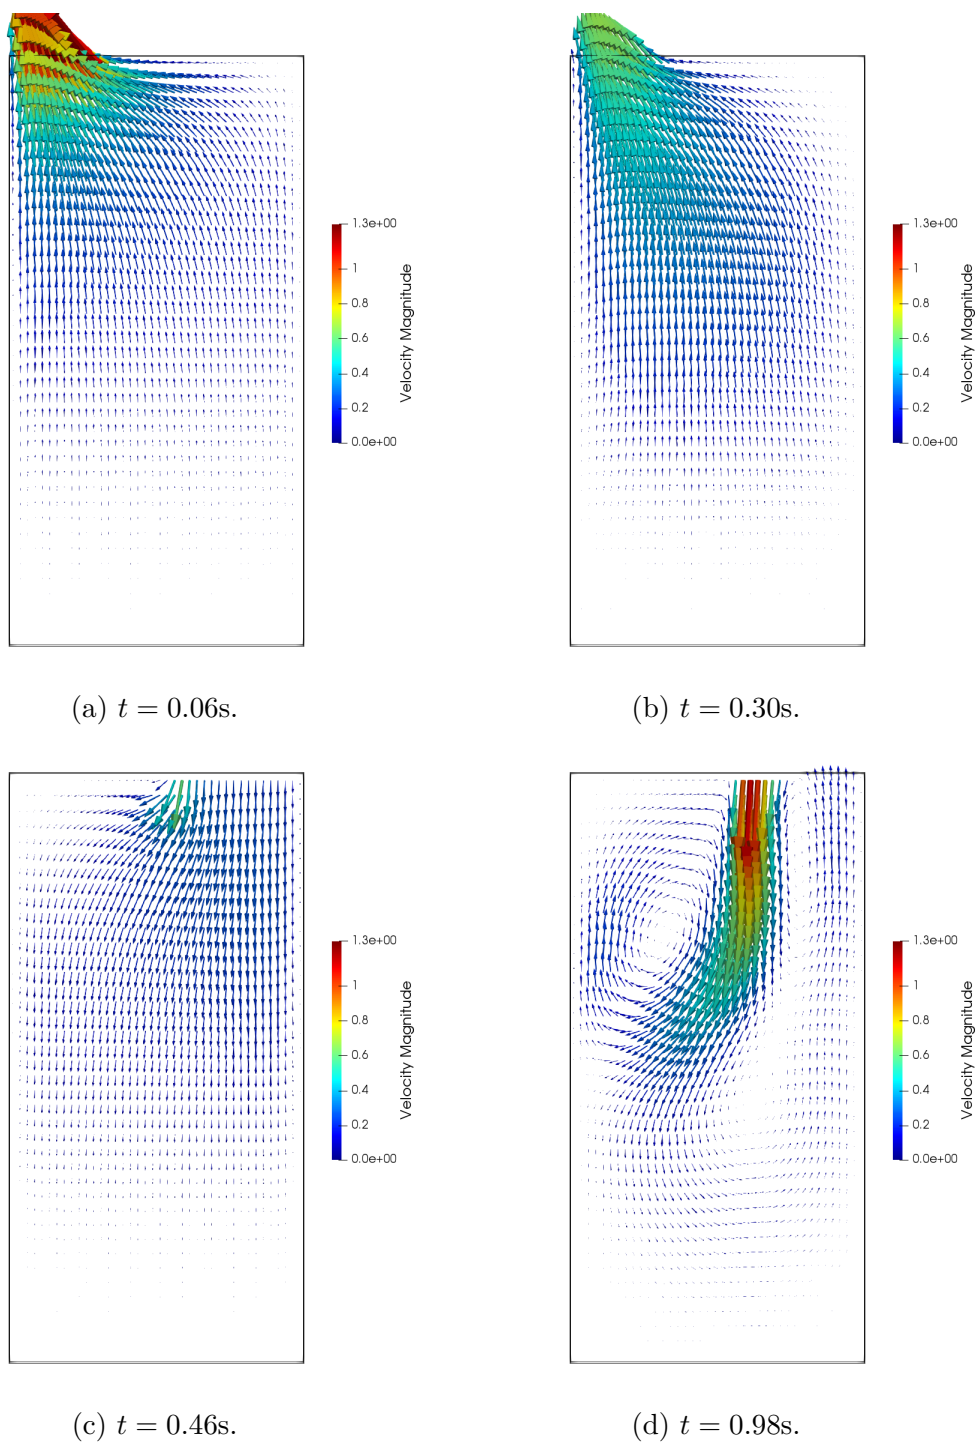 1.3e+00
1
0.8
0.6
0.4
0.2
0.0e+00
Velocity Magnitude
1.3e+00
1
0.8
0.6
0.4
0.2
0.0e+00
Velocity Magnitude
(a) t = 0.06s.
(b) t = 0.30s.
1.3e+00
1
0.8
0.6
0.4
0.2
0.0e+00
Velocity Magnitude
1.3e+00
1
0.8
0.6
0.4
0.2
0.0e+00
Velocity Magnitude
(c) t = 0.46s.
(d) t = 0.98s.